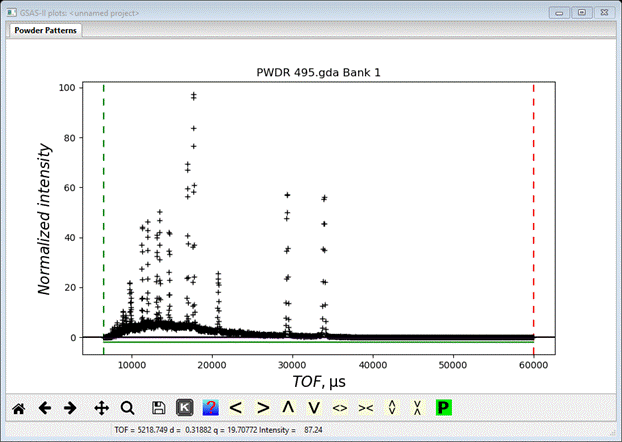 GSAS-II plots: <unnamed project>
Powder Patterns
PWDR 495.gda Bank 1
100
80
60
40
20
0
Normalized intensity
10000 20000 30000 40000 50000 60000
TOF, μs
K ? < > Λ V <> >< P
TOF = 5218.749 d = 0.31882 q = 19.70772 Intensity = 87.24